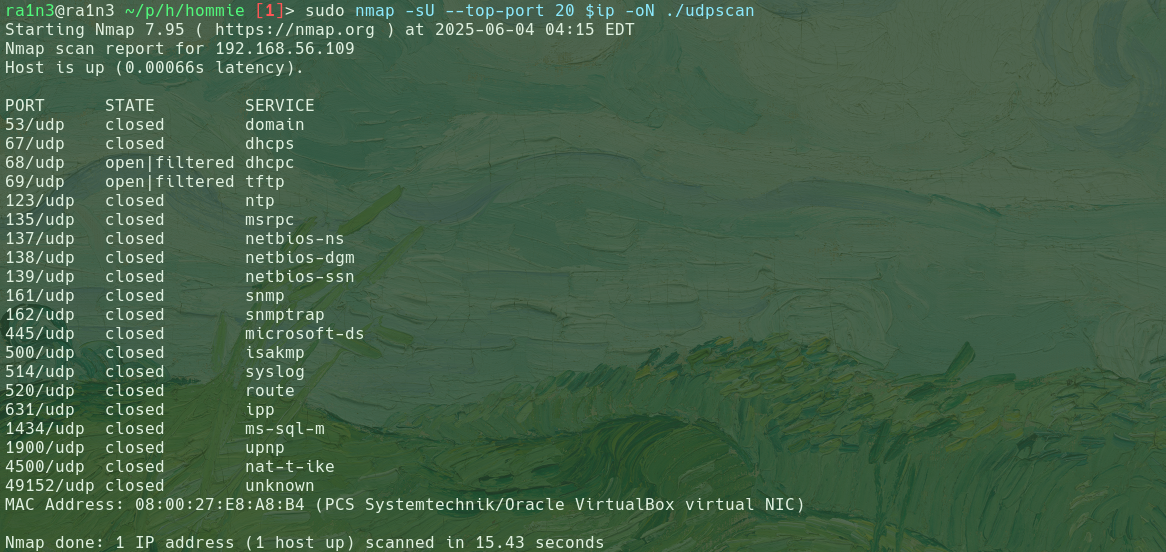 ra1n3@ra1n3 ~/p/h/hommie [1]> sudo nmap -sU --top-port 20 $ip -oN ./udpscan
Starting Nmap 7.95 ( https://nmap.org ) at 2025-06-04 04:15 EDT
Nmap scan report for 192.168.56.109
Host is up (0.00066s latency).

PORT      STATE         SERVICE
53/udp    closed        domain
67/udp    closed        dhcps
68/udp    open|filtered dhcpc
69/udp    open|filtered tftp
123/udp   closed        ntp
135/udp   closed        msrpc
137/udp   closed        netbios-ns
138/udp   closed        netbios-dgm
139/udp   closed        netbios-ssn
161/udp   closed        snmp
162/udp   closed        snmptrap
445/udp   closed        microsoft-ds
500/udp   closed        isakmp
514/udp   closed        syslog
520/udp   closed        route
631/udp   closed        ipp
1434/udp  closed        ms-sql-m
1900/udp  closed        upnp
4500/udp  closed        nat-t-ike
49152/udp closed        unknown
MAC Address: 08:00:27:E8:A8:B4 (PCS Systemtechnik/Oracle VirtualBox virtual NIC)

Nmap done: 1 IP address (1 host up) scanned in 15.43 seconds